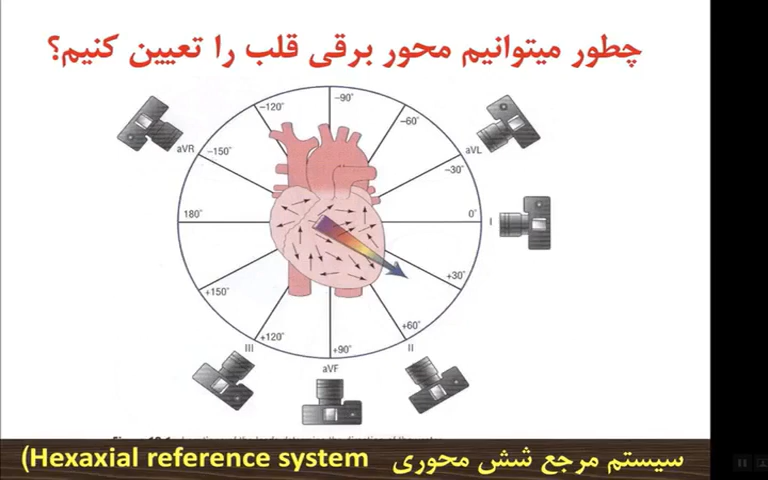 چطور میتوانیم محور برقی قلب را تعیین کنیم؟
−90°
−120°
−60°
aVR
−150°
aVL
−30°
180°
0°
I
+150°
+30°
+120°
+60°
III
+90°
II
aVF
سیستم مرجع شش محوری (Hexaxial reference system